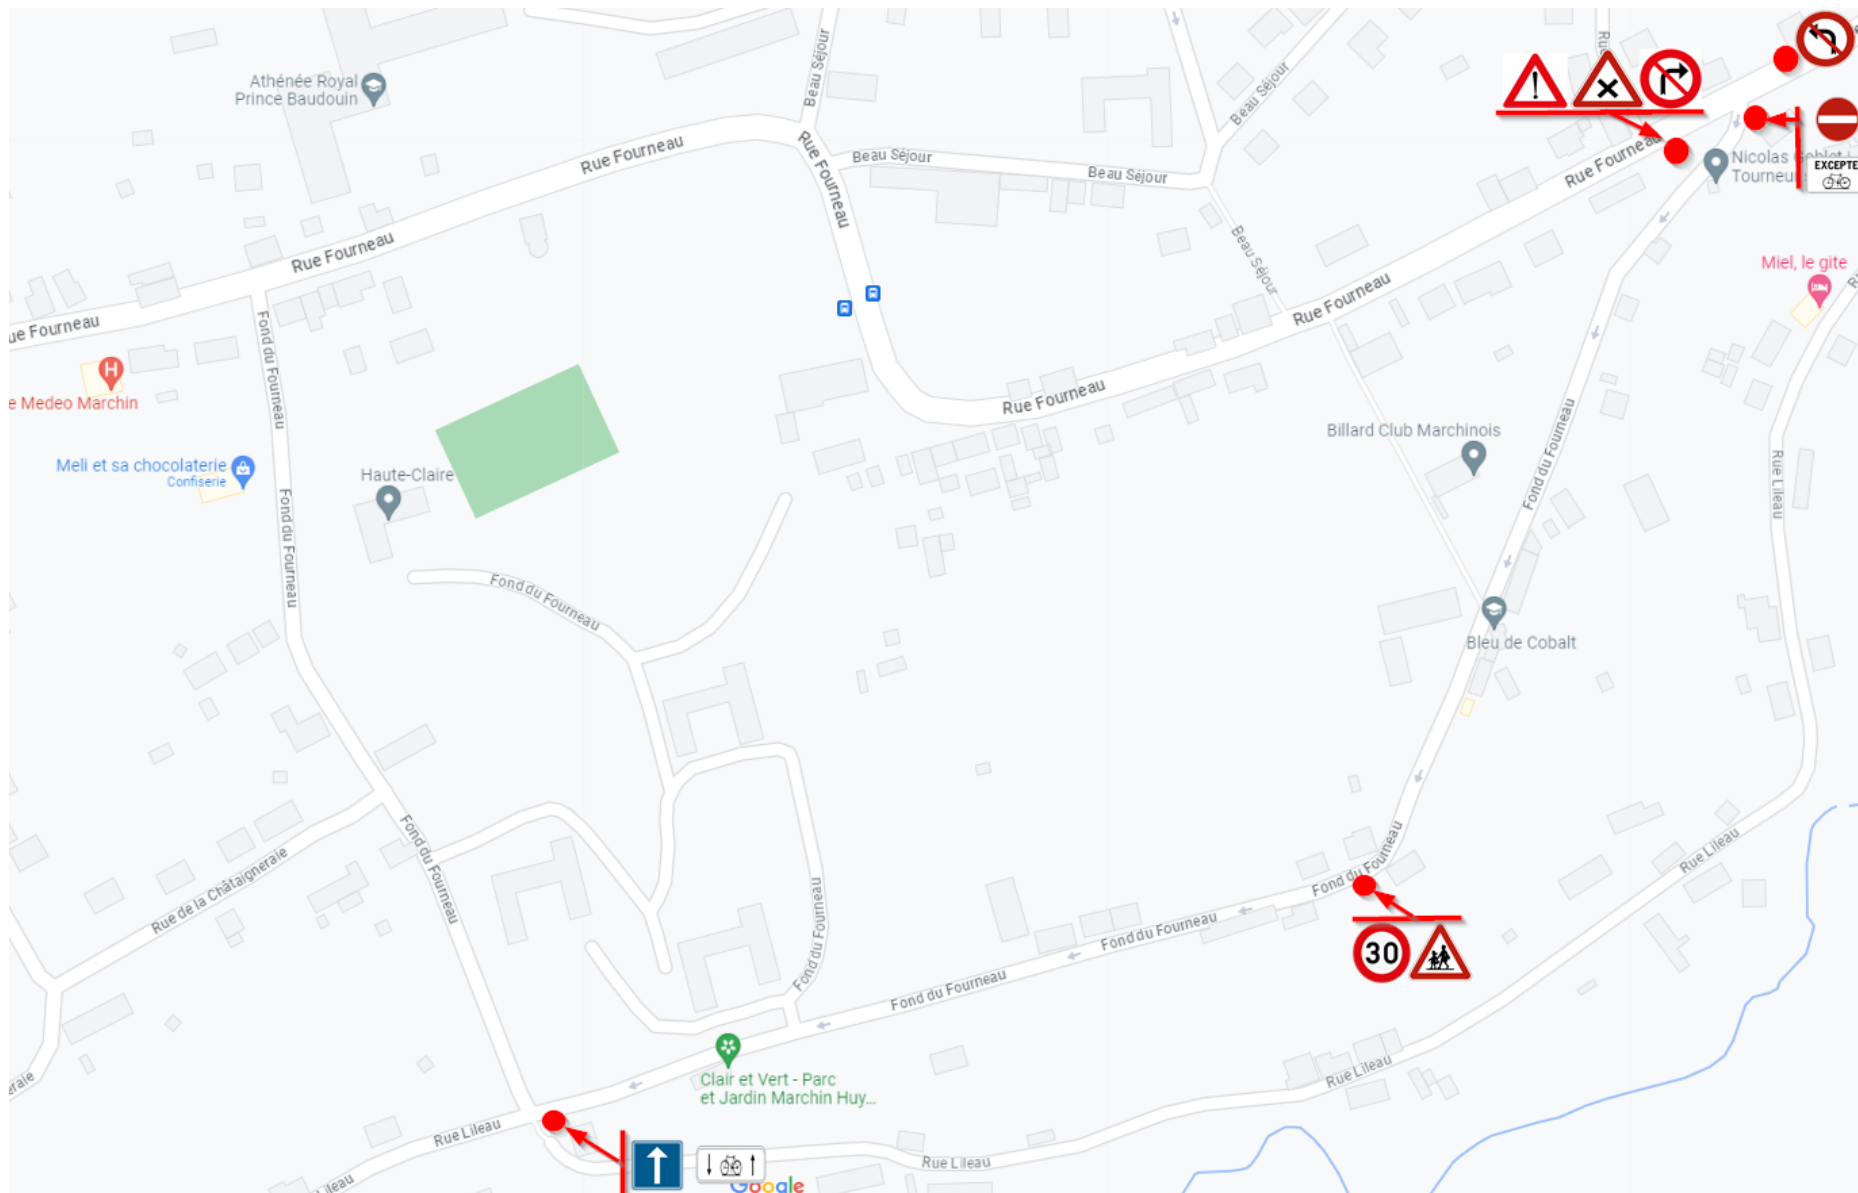 Athénée Royal
Prince Baudouin
Beau Séjour
Beau Séjour
Rue Fourneau
Rue Fourneau
Beau Séjour
Beau Séjour
Beau Séjour
Rue Fourneau
Nicolas
Tourneu
EXCEPTE
Rue Fourneau
Miel, le gite
Rue Fourneau
ue Fourneau
Fond du Fourneau
e Medeo Marchin
Rue Fourneau
Billard Club Marchinois
Fond du Fourneau
Rue Lileau
Meli et sa chocolaterie
Confiserie
Haute-Claire
Fond du Fourneau
Fond du Fourneau
Bleu de Cobalt
Fond du Fourneau
Rue de la Châtaigneraie
Fond du Fourneau
Fond du Fourneau
Rue Lileau
Fond du Fourneau
30
Fond du Fourneau
Clair et Vert - Parc
et Jardin Marchin Huy...
eraie
Rue Lileau
Rue Lileau
Rue Lileau
ileau
Google